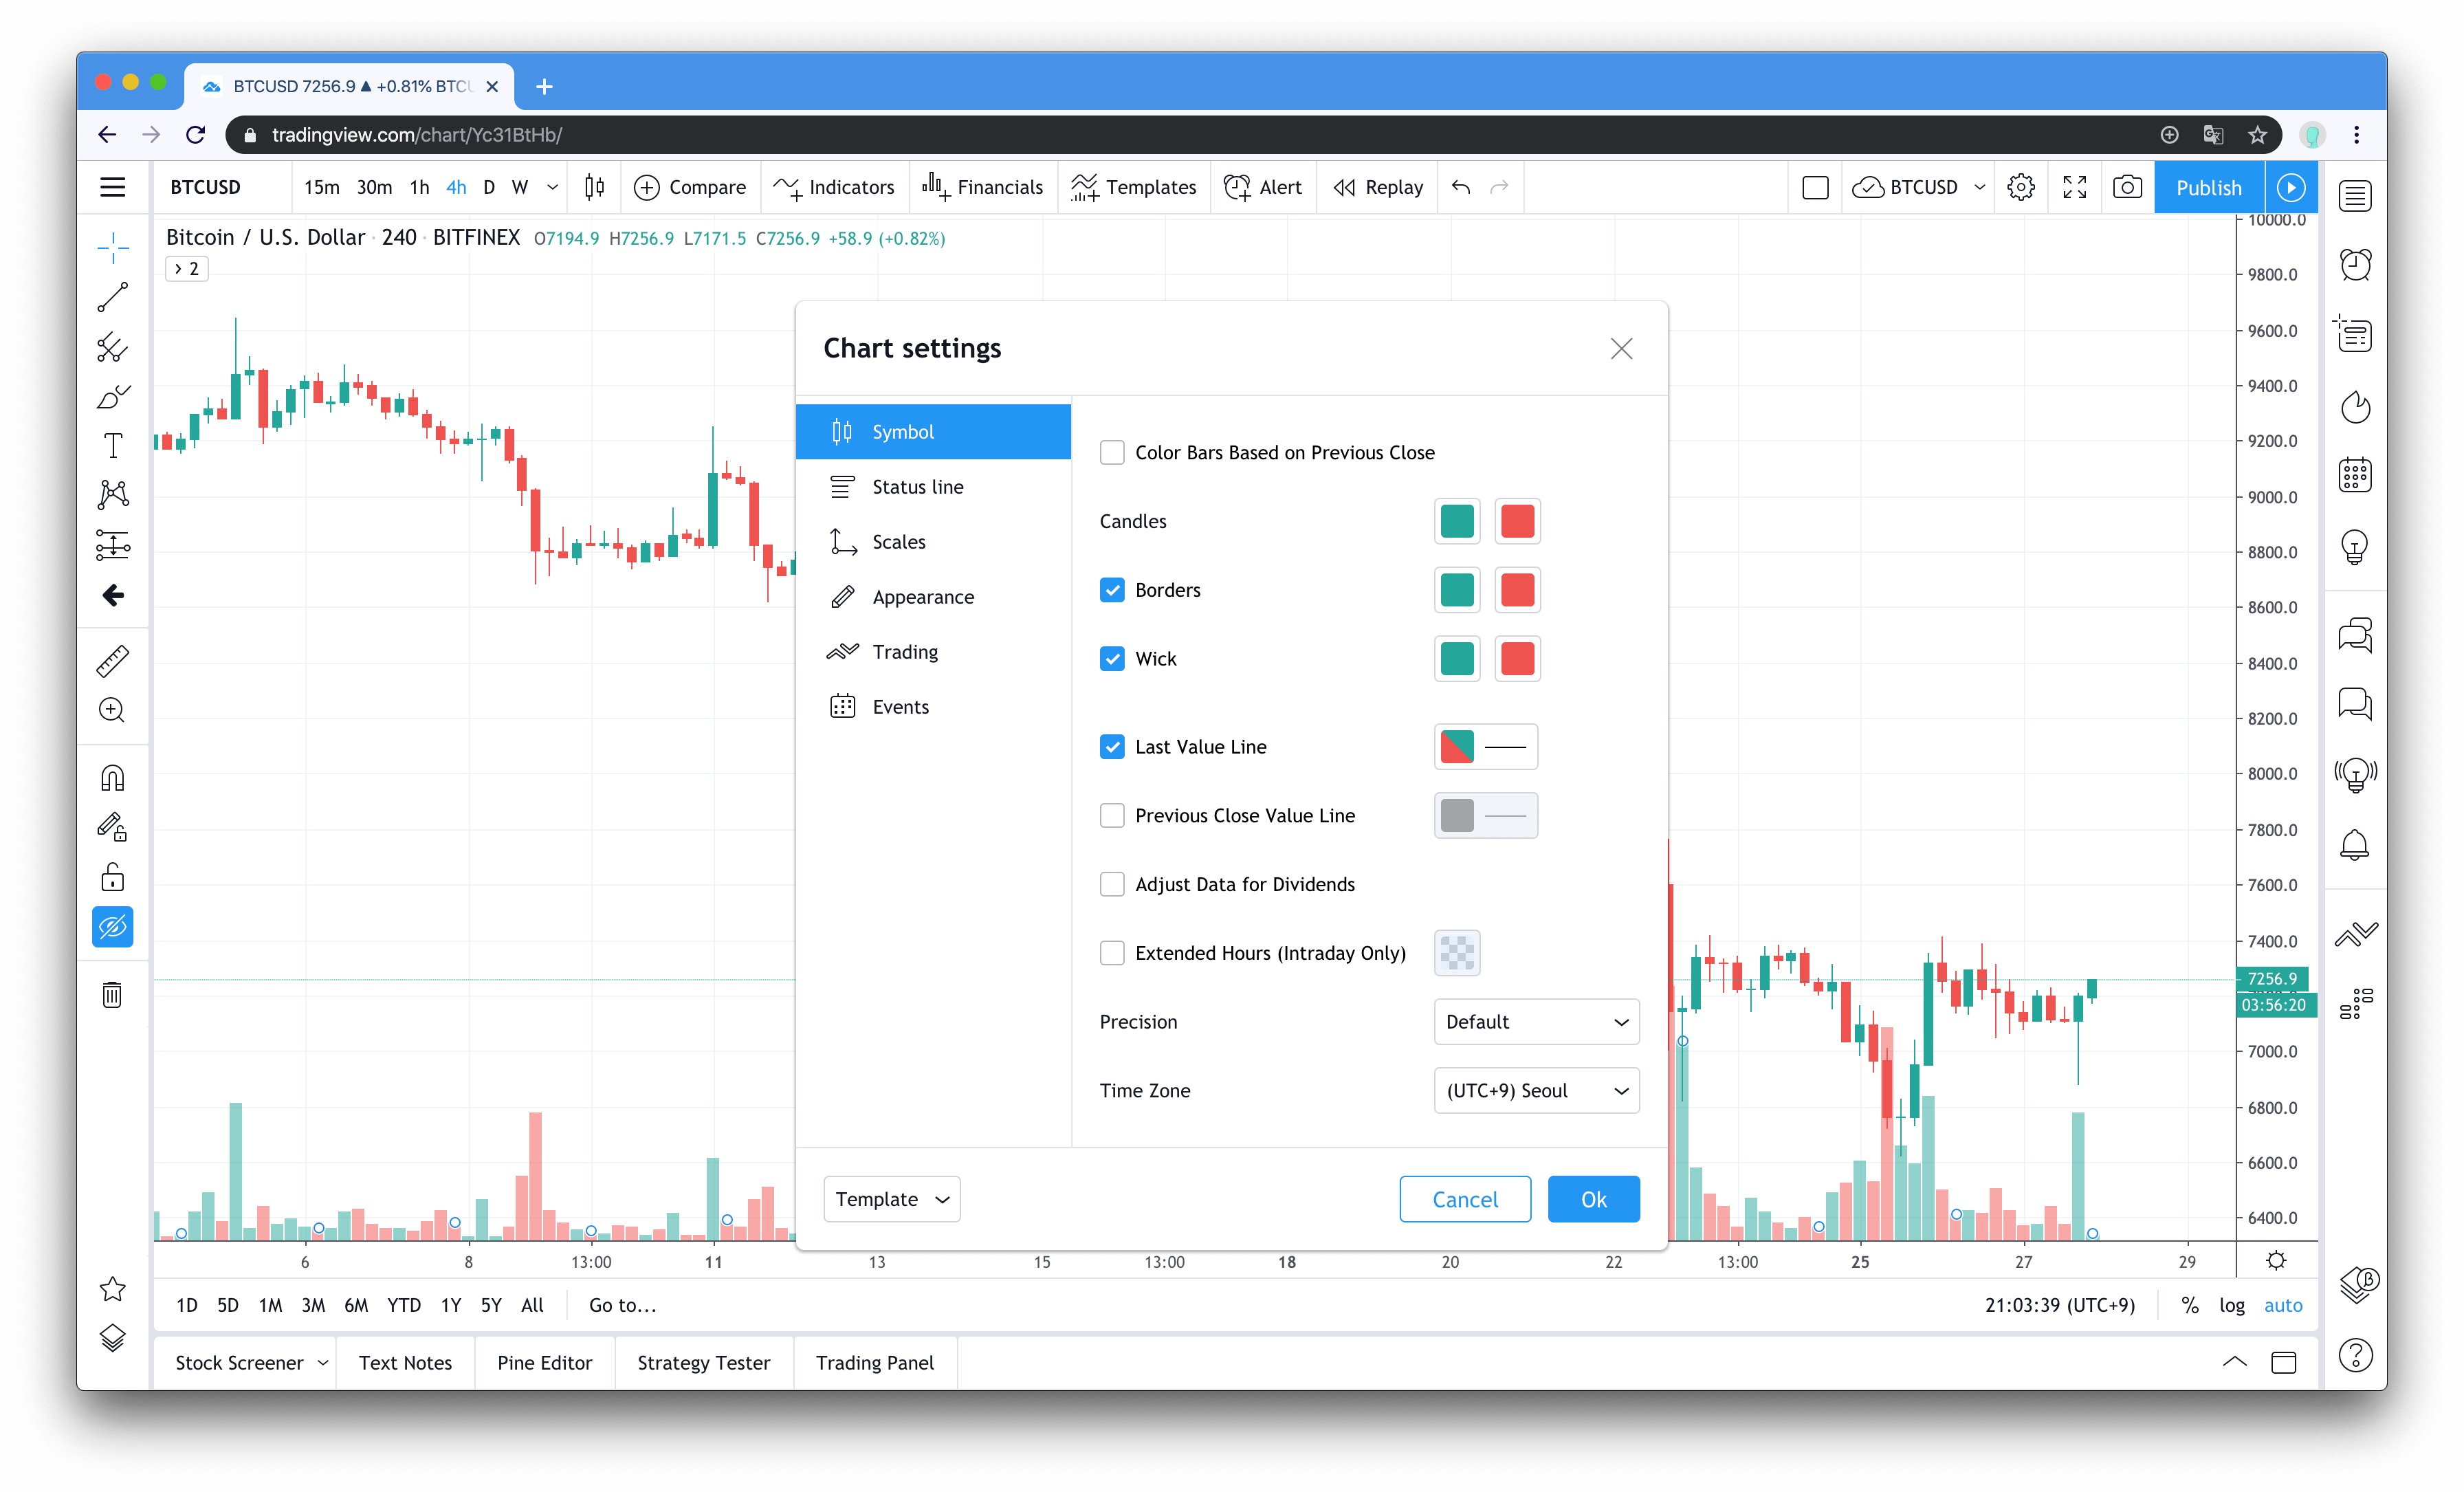 BTCUSD 7256.9 ▲ +0.81% BTCU
tradingview.com/chart/Yc31BtHb/
BTCUSD 15m 30m 1h 4h D W Compare Indicators Financials Templates Alert Replay BTCUSD Publish
Bitcoin / U.S. Dollar · 240 · BITFINEX O7194.9 H7256.9 L7171.5 C7256.9 +58.9 (+0.82%)
2
10000.0
9800.0
9600.0
9400.0
9200.0
9000.0
8800.0
8600.0
8400.0
8200.0
8000.0
7800.0
7600.0
7400.0
7256.9
03:56:20
7000.0
6800.0
6600.0
6400.0
Chart settings
Symbol
Status line
Scales
Appearance
Trading
Events
Color Bars Based on Previous Close
Candles
Borders
Wick
Last Value Line
Previous Close Value Line
Adjust Data for Dividends
Extended Hours (Intraday Only)
Precision Default
Time Zone (UTC+9) Seoul
Template Cancel Ok
6 8 13:00 11 13 15 13:00 18 20 22 13:00 25 27 29
1D 5D 1M 3M 6M YTD 1Y 5Y All Go to... 21:03:39 (UTC+9) % log auto
Stock Screener Text Notes Pine Editor Strategy Tester Trading Panel